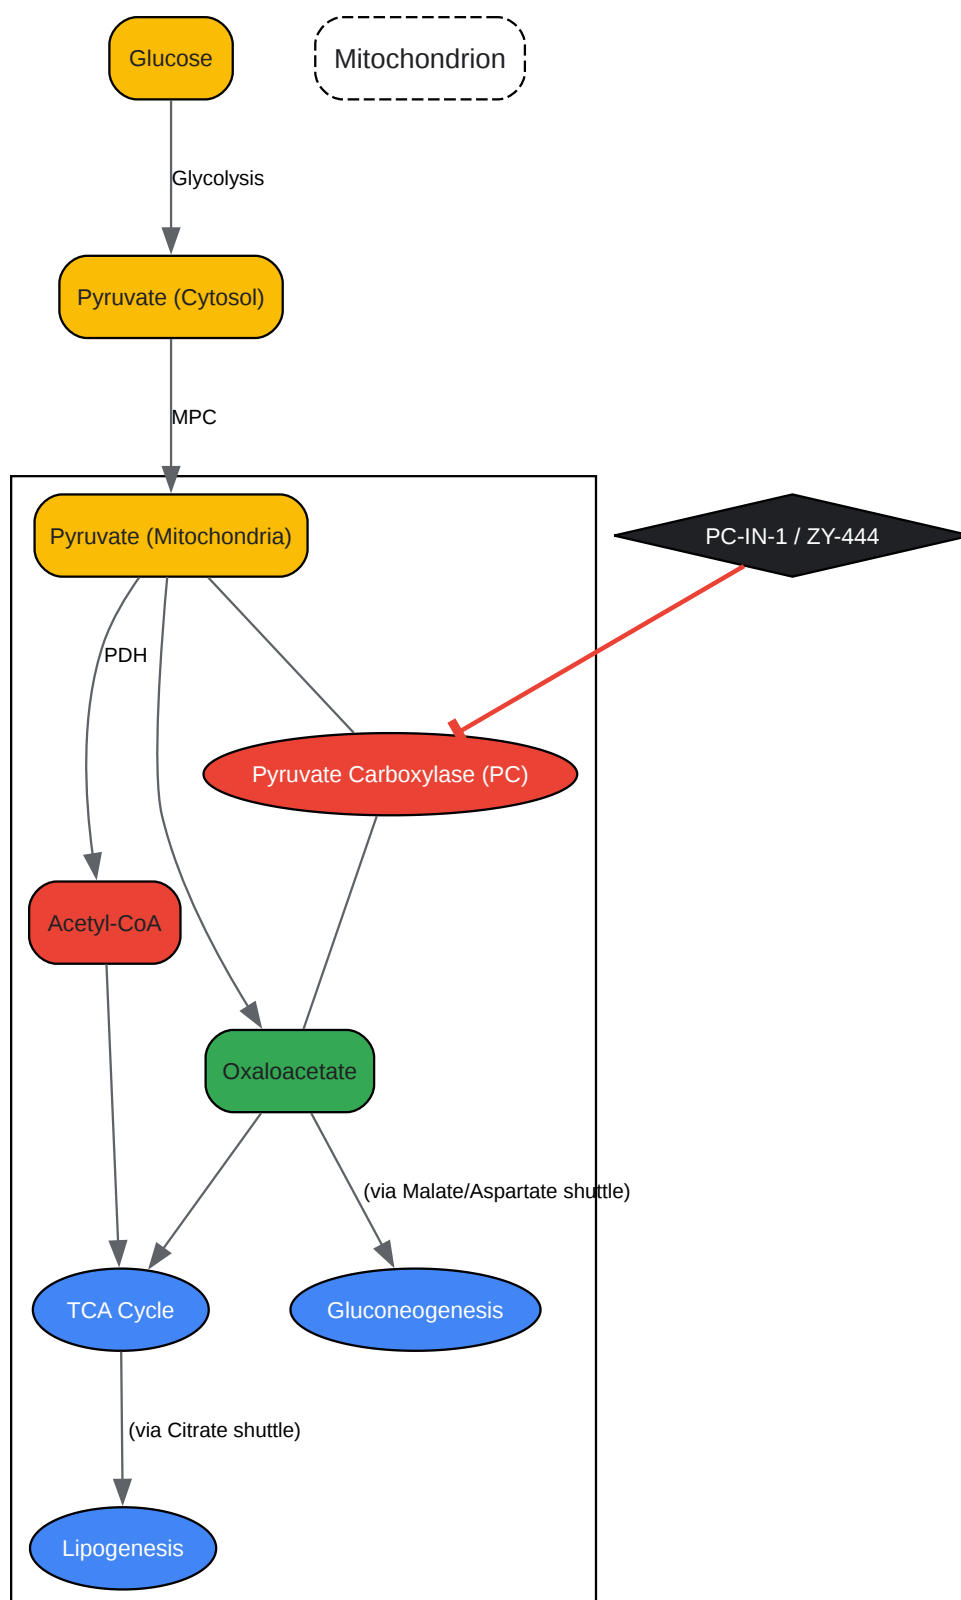 Glucose
Mitochondrion
Glycolysis
Pyruvate (Cytosol)
MPC
Pyruvate (Mitochondria)
PC-IN-1 / ZY-444
PDH
Pyruvate Carboxylase (PC)
Acetyl-CoA
Oxaloacetate
(via Malate/Aspartate shuttle)
TCA Cycle
Gluconeogenesis
(via Citrate shuttle)
Lipogenesis